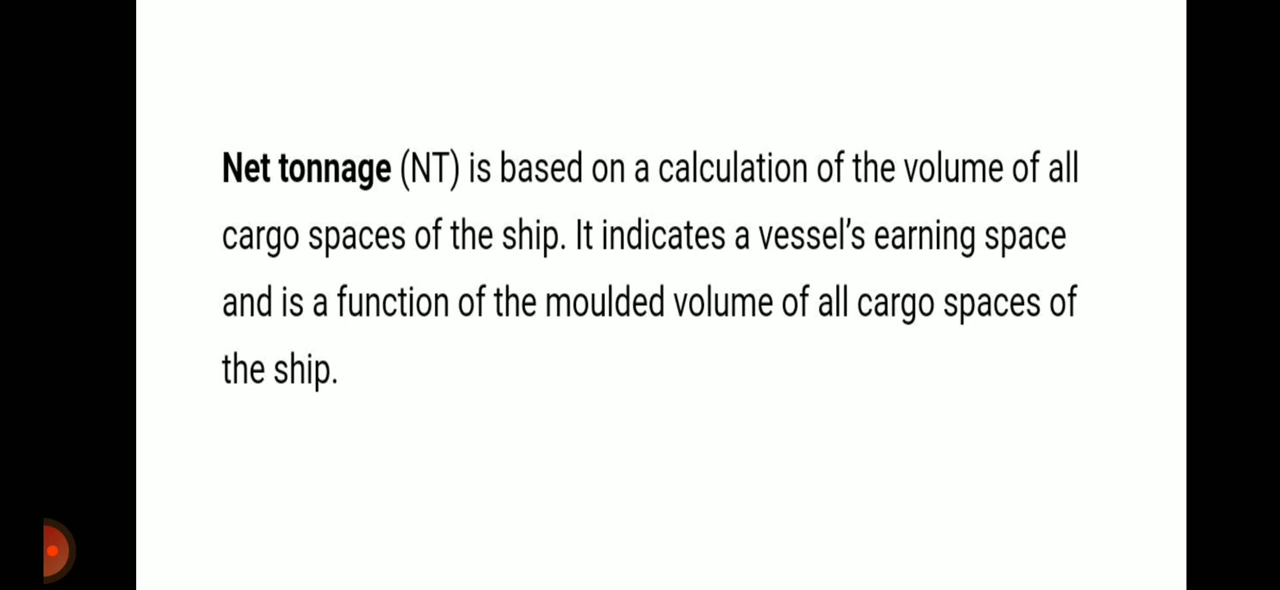 Net tonnage (NT) is based on a calculation of the volume of all
cargo spaces of the ship. It indicates a vessel's earning space
and is a function of the moulded volume of all cargo spaces of
the ship.